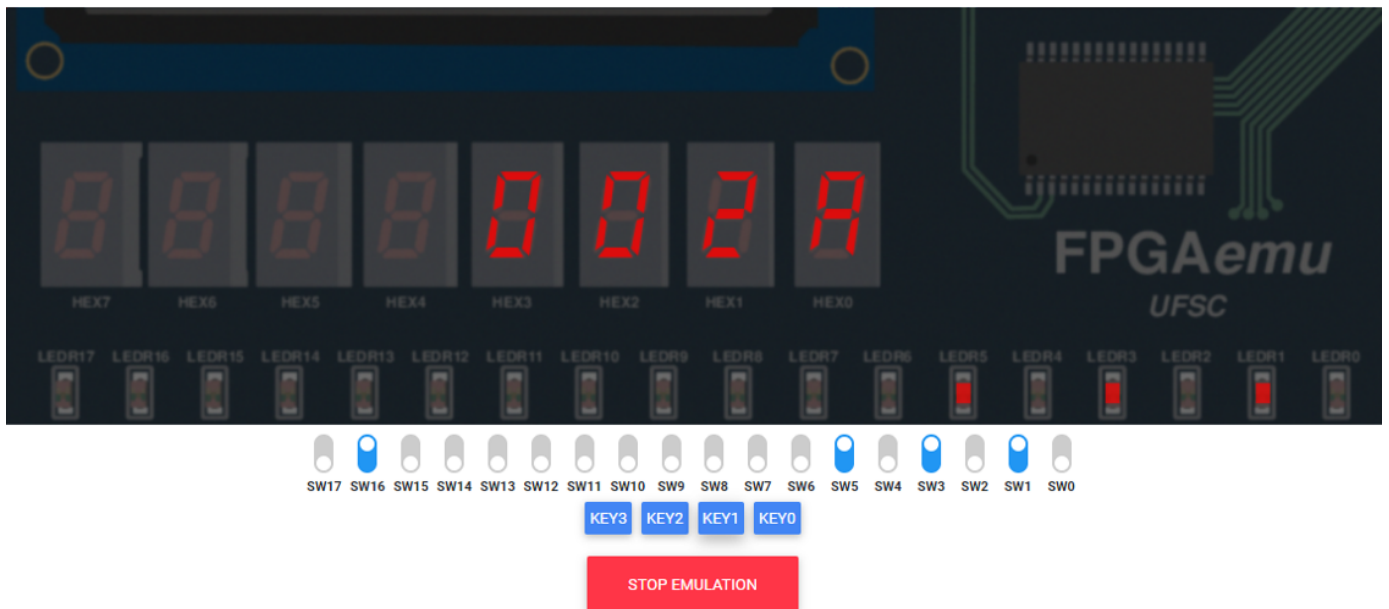 002A
HEX7 HEX6 HEX5 HEX4 HEX3 HEX2 HEX1 HEX0
FPGAemu
UFSC
LEDR17 LEDR16 LEDR15 LEDR14 LEDR13 LEDR12 LEDR11 LEDR10 LEDR9 LEDR8 LEDR7 LEDR6 LEDR5 LEDR4 LEDR3 LEDR2 LEDR1 LEDR0
SW17 SW16 SW15 SW14 SW13 SW12 SW11 SW10 SW9 SW8 SW7 SW6 SW5 SW4 SW3 SW2 SW1 SW0
KEY3 KEY2 KEY1 KEY0
STOP EMULATION